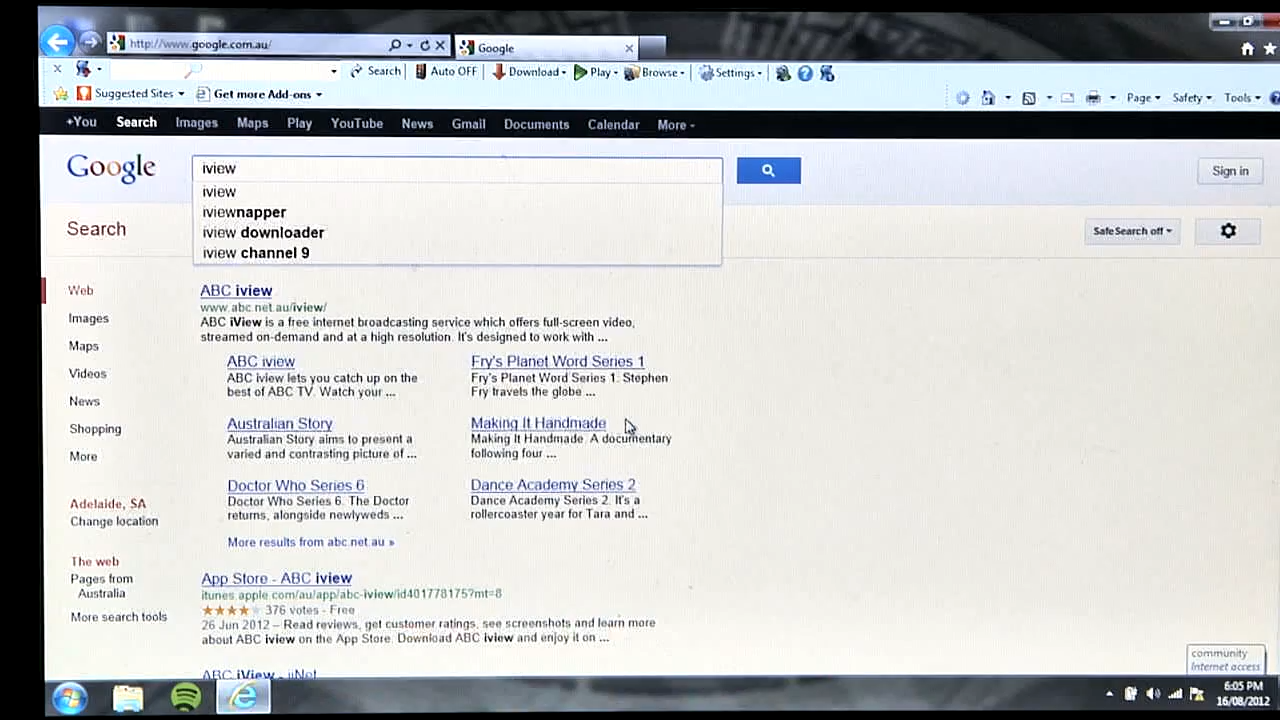 http://www.google.com.au/
Google
Search Auto OFF Download Play Browse Settings
Suggested Sites Get more Add-ons Page Safety Tools
+You Search Images Maps Play YouTube News Gmail Documents Calendar More
Google iview Sign in
iview
iviewnapper
iview downloader
iview channel 9
Search SafeSearch off
Web
Images
Maps
Videos
News
Shopping
More
Adelaide, SA
Change location
The web
Pages from
Australia
More search tools
ABC iview
www.abc.net.au/iview/
ABC iView is a free internet broadcasting service which offers full-screen video,
streamed on-demand and at a high resolution. It's designed to work with ...
ABC iview
ABC iview lets you catch up on the
best of ABC TV. Watch your ...
Fry's Planet Word Series 1
Fry's Planet Word Series 1. Stephen
Fry travels the globe ...
Australian Story
Australian Story aims to present a
varied and contrasting picture of ...
Making It Handmade
Making It Handmade. A documentary
following four ...
Doctor Who Series 6
Doctor Who Series 6. The Doctor
returns, alongside newlyweds ...
Dance Academy Series 2
Dance Academy Series 2. It's a
rollercoaster year for Tara and ...
More results from abc.net.au »
App Store - ABC iview
itunes.apple.com/au/app/abc-iview/id401778175?mt=8
376 votes - Free
26 Jun 2012 – Read reviews, get customer ratings, see screenshots and learn more
about ABC iview on the App Store. Download ABC iview and enjoy it on ...
ABC iView - iiNet
community
Internet access
6:05 PM
16/08/2012